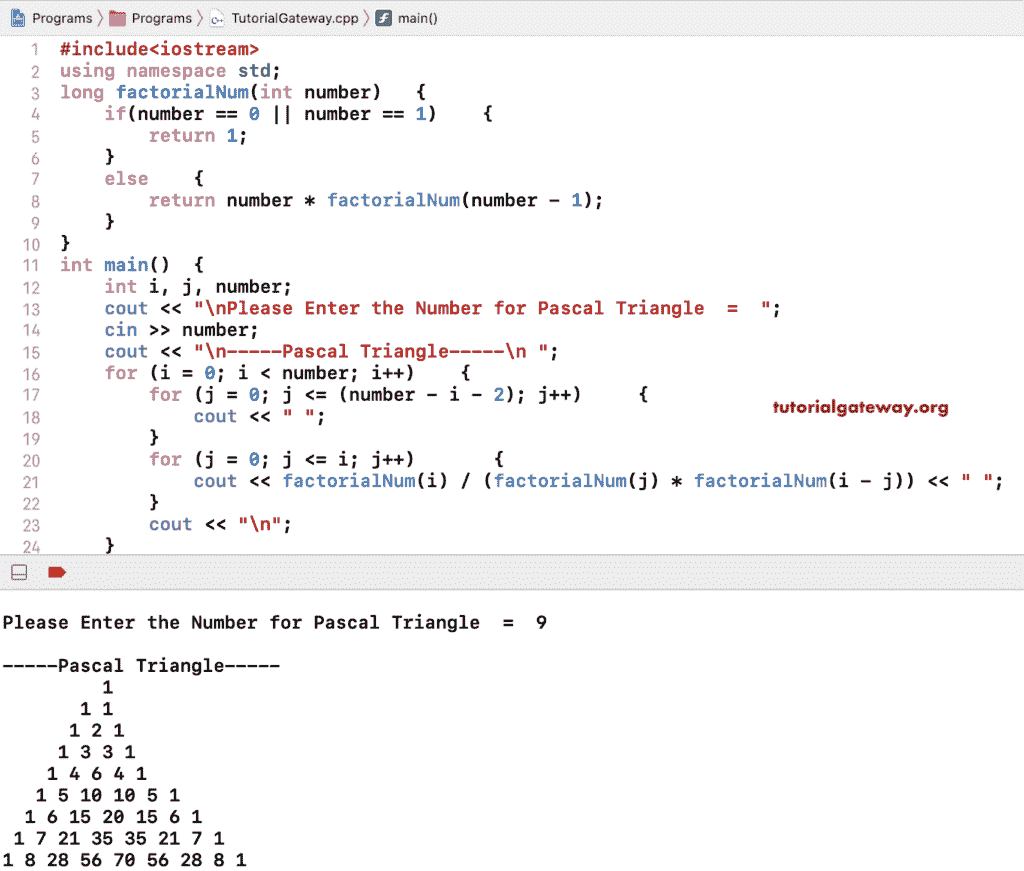 Programs 〉 Programs 〉 TutorialGateway.cpp 〉 main()
1 #include<iostream>
2 using namespace std;
3 long factorialNum(int number)   {
4     if(number == 0 || number == 1)    {
5         return 1;
6     }
7     else    {
8         return number * factorialNum(number - 1);
9     }
10 }
11 int main()  {
12     int i, j, number;
13     cout << "\nPlease Enter the Number for Pascal Triangle  =  ";
14     cin >> number;
15     cout << "\n-----Pascal Triangle-----\n ";
16     for (i = 0; i < number; i++)    {
17         for (j = 0; j <= (number - i - 2); j++)     {
18             cout << " ";
tutorialgateway.org
19         }
20         for (j = 0; j <= i; j++)        {
21             cout << factorialNum(i) / (factorialNum(j) * factorialNum(i - j)) << " ";
22         }
23         cout << "\n";
24     }
Please Enter the Number for Pascal Triangle  =  9
-----Pascal Triangle-----
         1
       1 1
      1 2 1
     1 3 3 1
    1 4 6 4 1
   1 5 10 10 5 1
  1 6 15 20 15 6 1
 1 7 21 35 35 21 7 1
1 8 28 56 70 56 28 8 1